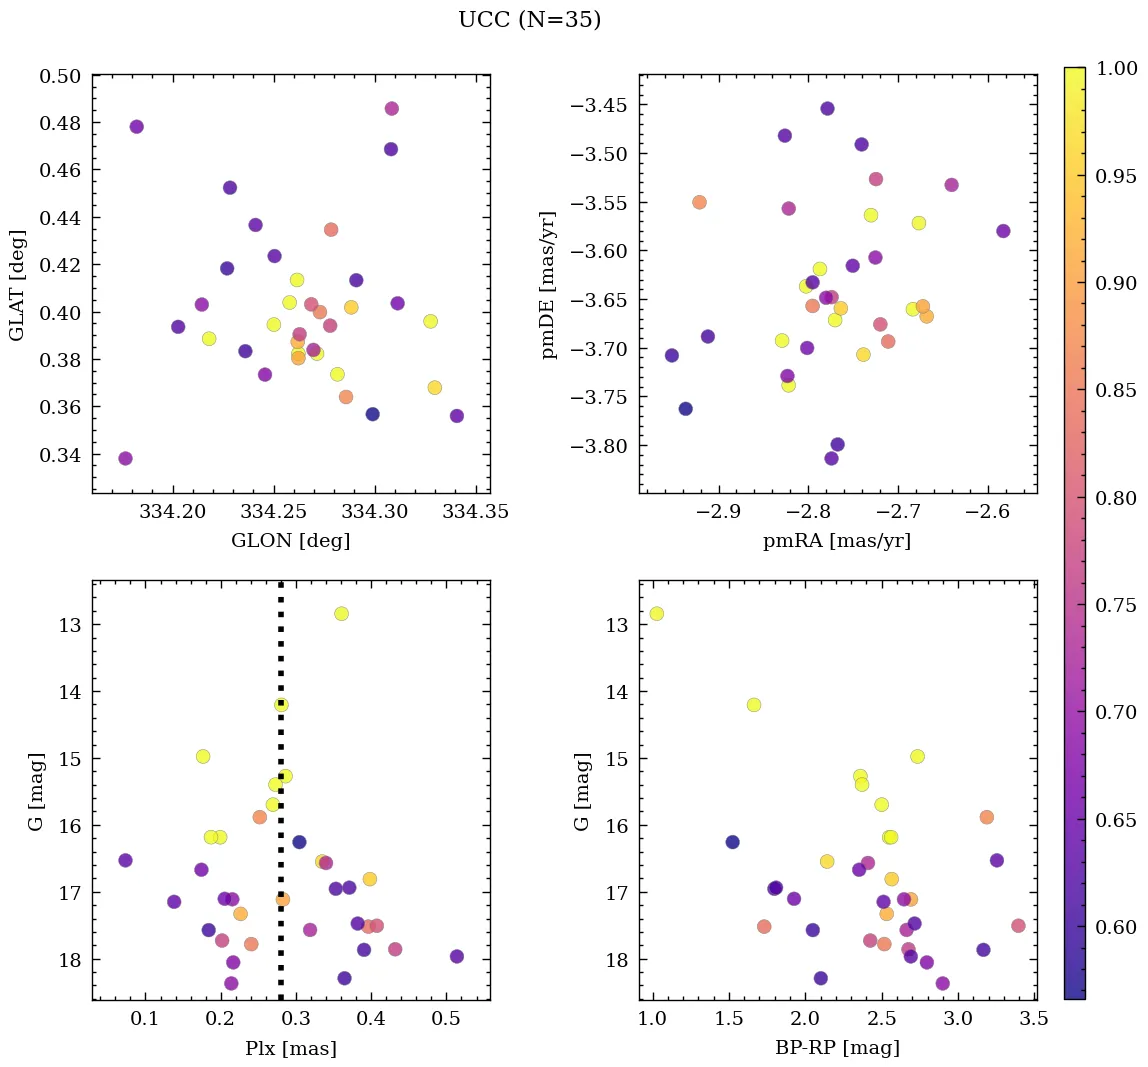 UCC (N=35)
0.50
0.48
0.46
0.44
0.42
0.40
0.38
0.36
0.34
GLAT [deg]
334.20 334.25 334.30 334.35
GLON [deg]
−3.45
−3.50
−3.55
−3.60
−3.65
−3.70
−3.75
−3.80
pmDE [mas/yr]
−2.9 −2.8 −2.7 −2.6
pmRA [mas/yr]
13
14
15
16
17
18
G [mag]
0.1 0.2 0.3 0.4 0.5
Plx [mas]
13
14
15
16
17
18
G [mag]
1.0 1.5 2.0 2.5 3.0 3.5
BP-RP [mag]
1.00
0.95
0.90
0.85
0.80
0.75
0.70
0.65
0.60